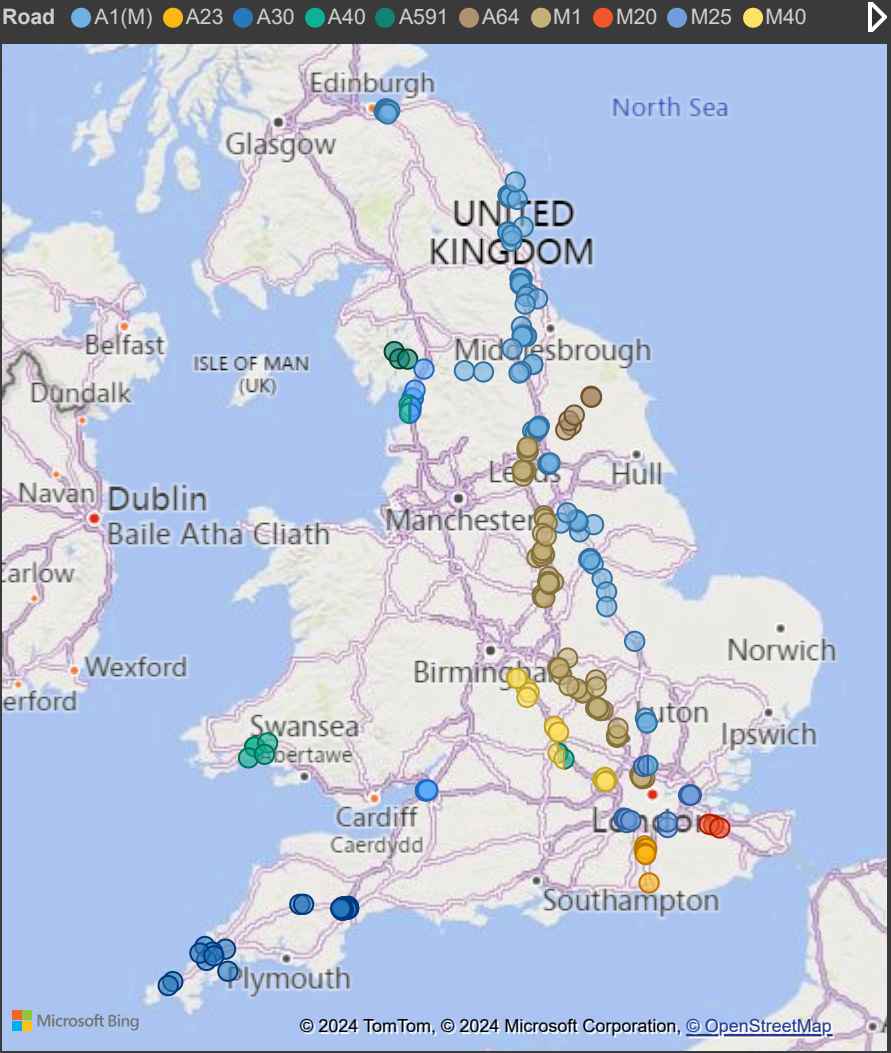 Road A1(M) A23 A30 A40 A591 A64 M1 M20 M25 M40
Edinburgh
North Sea
Glasgow
UNITED
KINGDOM
Belfast
ISLE OF MAN
(UK)
Middlesbrough
Dundalk
Leeds
Hull
Navan
Dublin
Baile Atha Cliath
Manchester
Carlow
Norwich
Wexford
Birmingham
erford
Swansea
bertawe
Luton
Ipswich
Cardiff
Caerdydd
London
Southampton
Plymouth
Microsoft Bing
© 2024 TomTom, © 2024 Microsoft Corporation, © OpenStreetMap